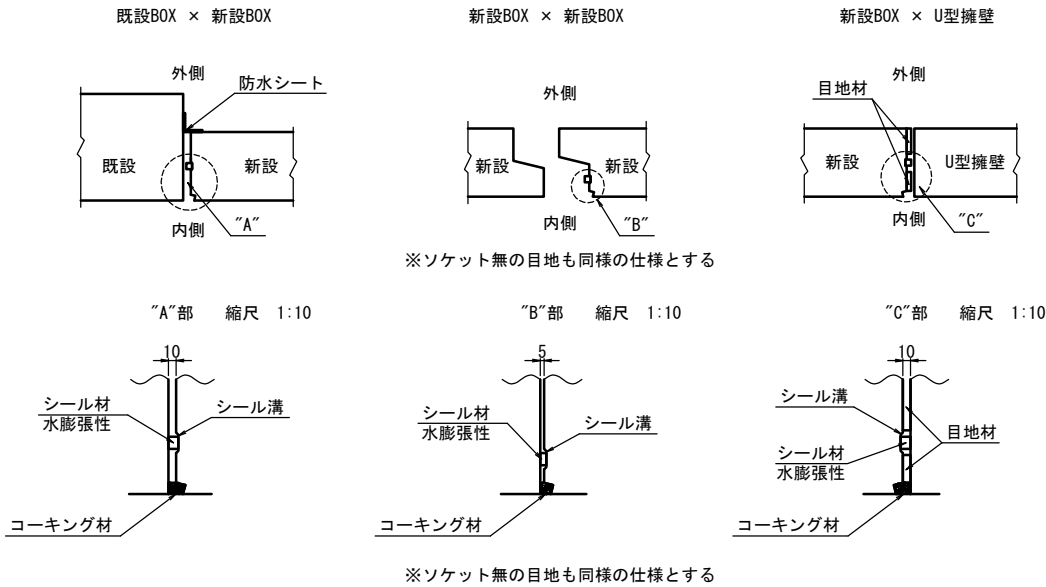 既設BOX × 新設BOX
新設BOX × 新設BOX
新設BOX × U型擁壁
外側
防水シート
既設
新設
内側
"A"
外側
新設
新設
内側
"B"
外側
目地材
新設
U型擁壁
内側
"C"
※ソケット無の目地も同様の仕様とする
"A"部 縮尺 1:10
"B"部 縮尺 1:10
"C"部 縮尺 1:10
10
シール材
水膨張性
シール溝
コーキング材
5
シール材
水膨張性
シール溝
コーキング材
10
シール溝
目地材
シール材
水膨張性
コーキング材
※ソケット無の目地も同様の仕様とする